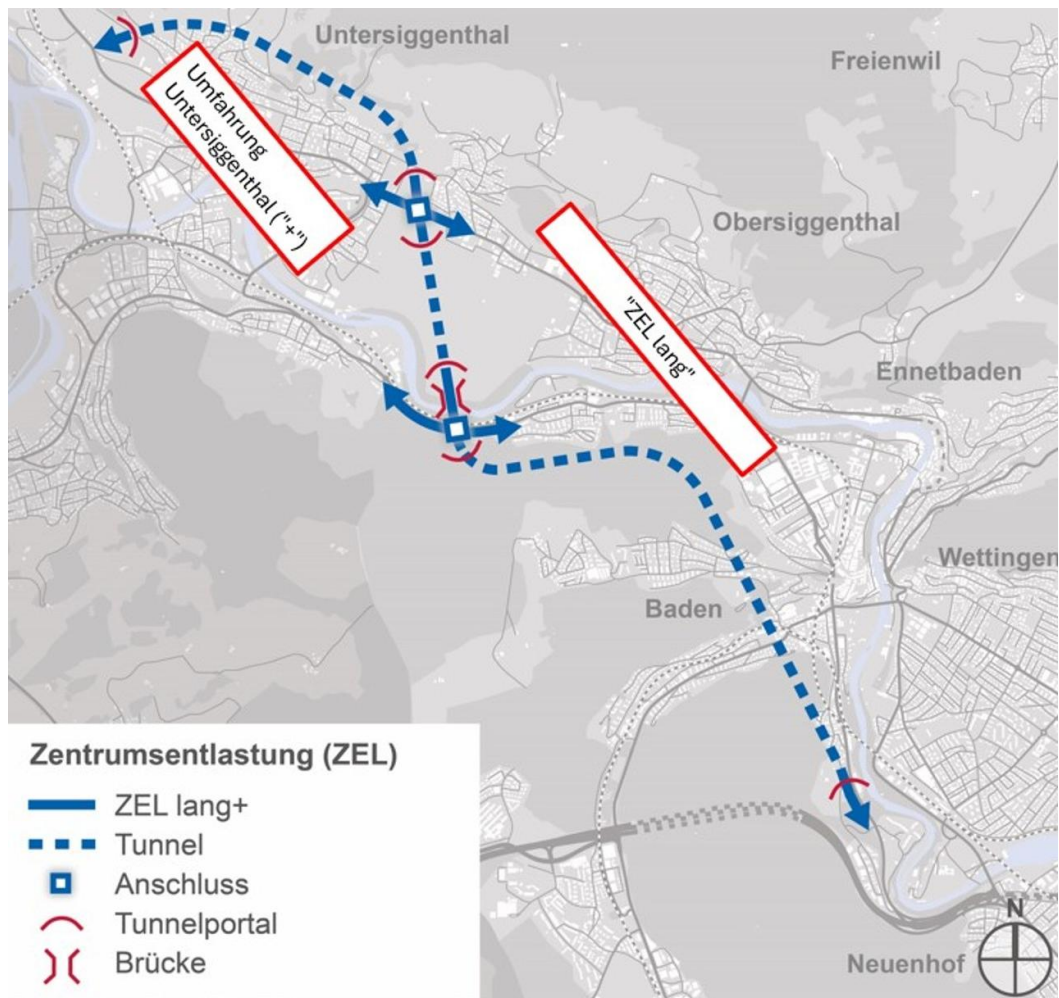 Untersiggenthal
Freienwil
Umfahrung
Untersiggenthal ("+")
Obersiggenthal
"ZEL lang"
Ennetbaden
Wettingen
Baden
Zentrumsentlastung (ZEL)
ZEL lang+
Tunnel
Anschluss
Tunnelportal
Brücke
N
Neuenhof